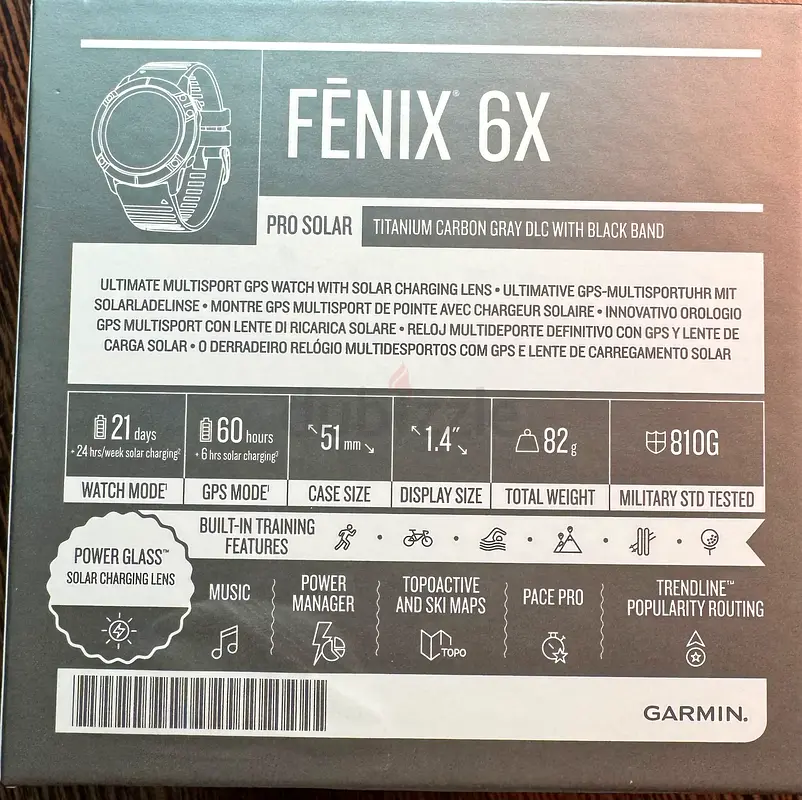 FĒNIX® 6X
PRO SOLAR
TITANIUM CARBON GRAY DLC WITH BLACK BAND
ULTIMATE MULTISPORT GPS WATCH WITH SOLAR CHARGING LENS • ULTIMATIVE GPS-MULTISPORTUHR MIT
SOLARLADELINSE • MONTRE GPS MULTISPORT DE POINTE AVEC CHARGEUR SOLAIRE • INNOVATIVO OROLOGIO
GPS MULTISPORT CON LENTE DI RICARICA SOLARE • RELOJ MULTIDEPORTE DEFINITIVO CON GPS Y LENTE DE
CARGA SOLAR • O DERRADEIRO RELÓGIO MULTIDESPORTOS COM GPS E LENTE DE CARREGAMENTO SOLAR
dubizzle
21 days
+ 24 hrs/week solar charging²
WATCH MODE¹
60 hours
+ 6 hrs solar charging³
GPS MODE¹
51 mm
CASE SIZE
1.4″
DISPLAY SIZE
82 g
TOTAL WEIGHT
810G
MILITARY STD TESTED
BUILT-IN TRAINING
FEATURES
POWER GLASS™
SOLAR CHARGING LENS
MUSIC
POWER
MANAGER
TOPOACTIVE
AND SKI MAPS
TOPO
PACE PRO
TRENDLINE™
POPULARITY ROUTING
GARMIN.